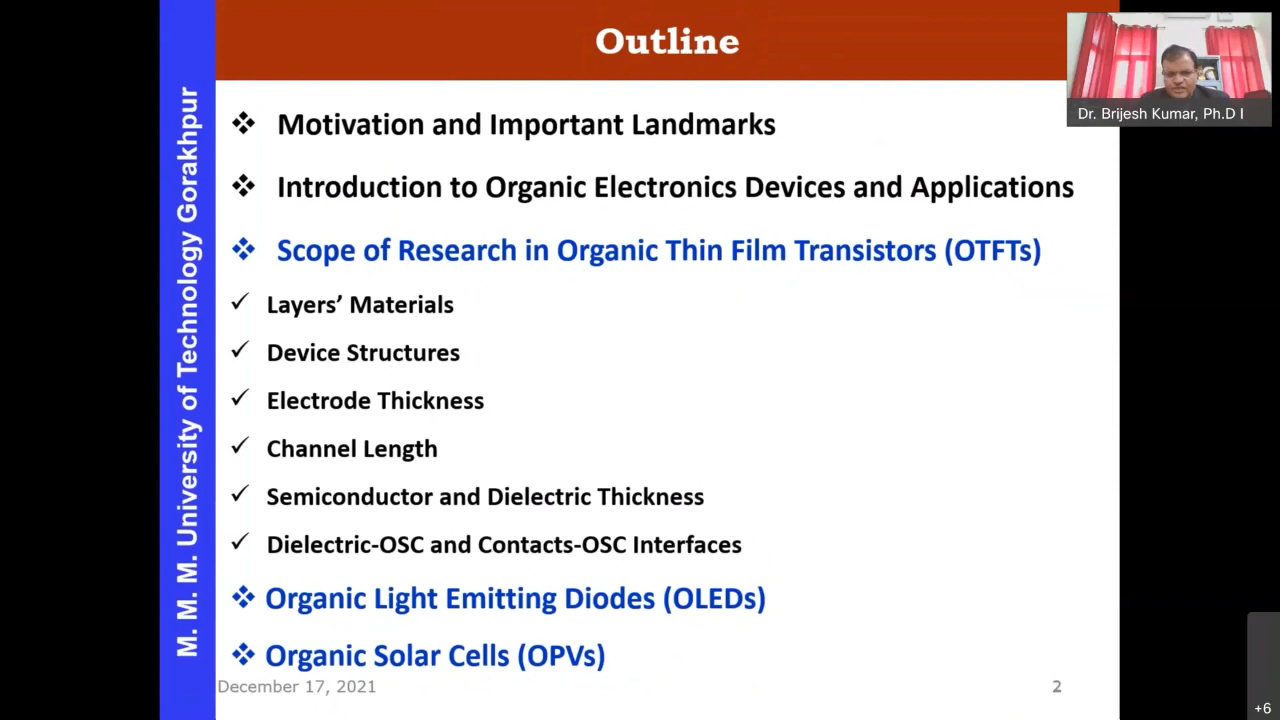 Outline
Dr. Brijesh Kumar, Ph.D I
M. M. M. University of Technology Gorakhpur
❖ Motivation and Important Landmarks
❖ Introduction to Organic Electronics Devices and Applications
❖ Scope of Research in Organic Thin Film Transistors (OTFTs)
✓ Layers’ Materials
✓ Device Structures
✓ Electrode Thickness
✓ Channel Length
✓ Semiconductor and Dielectric Thickness
✓ Dielectric-OSC and Contacts-OSC Interfaces
❖ Organic Light Emitting Diodes (OLEDs)
❖ Organic Solar Cells (OPVs)
December 17, 2021
2
+6